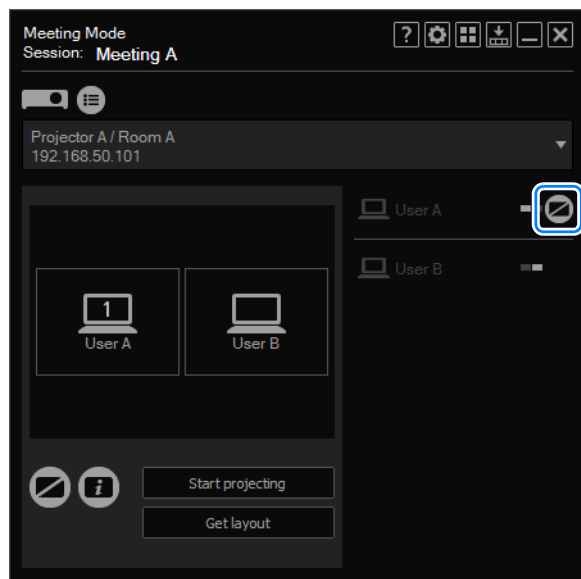 Meeting Mode
Session: Meeting A
?
Projector A / Room A
192.168.50.101
User A
User B
1
User A
User B
i
Start projecting
Get layout